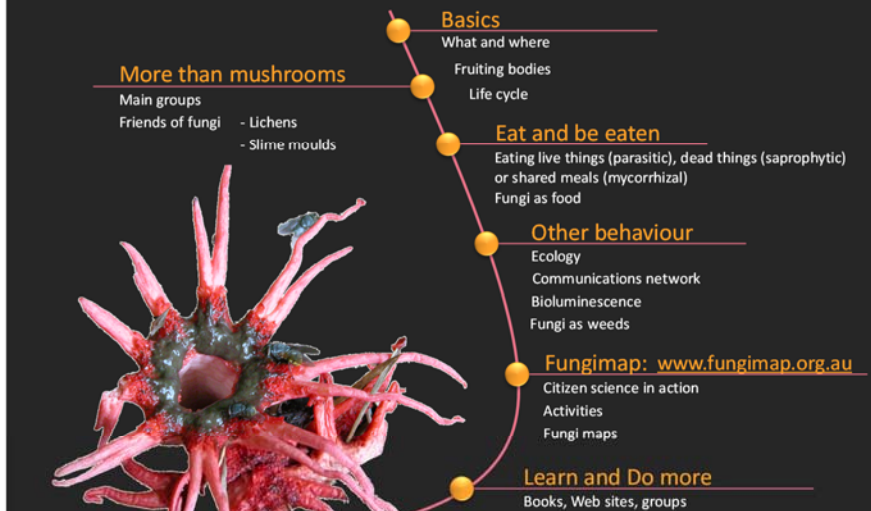 Basics
What and where
Fruiting bodies
Life cycle
More than mushrooms
Main groups
Friends of fungi - Lichens
- Slime moulds
Eat and be eaten
Eating live things (parasitic), dead things (saprophytic)
or shared meals (mycorrhizal)
Fungi as food
Other behaviour
Ecology
Communications network
Bioluminescence
Fungi as weeds
Fungimap: www.fungimap.org.au
Citizen science in action
Activities
Fungi maps
Learn and Do more
Books, Web sites, groups